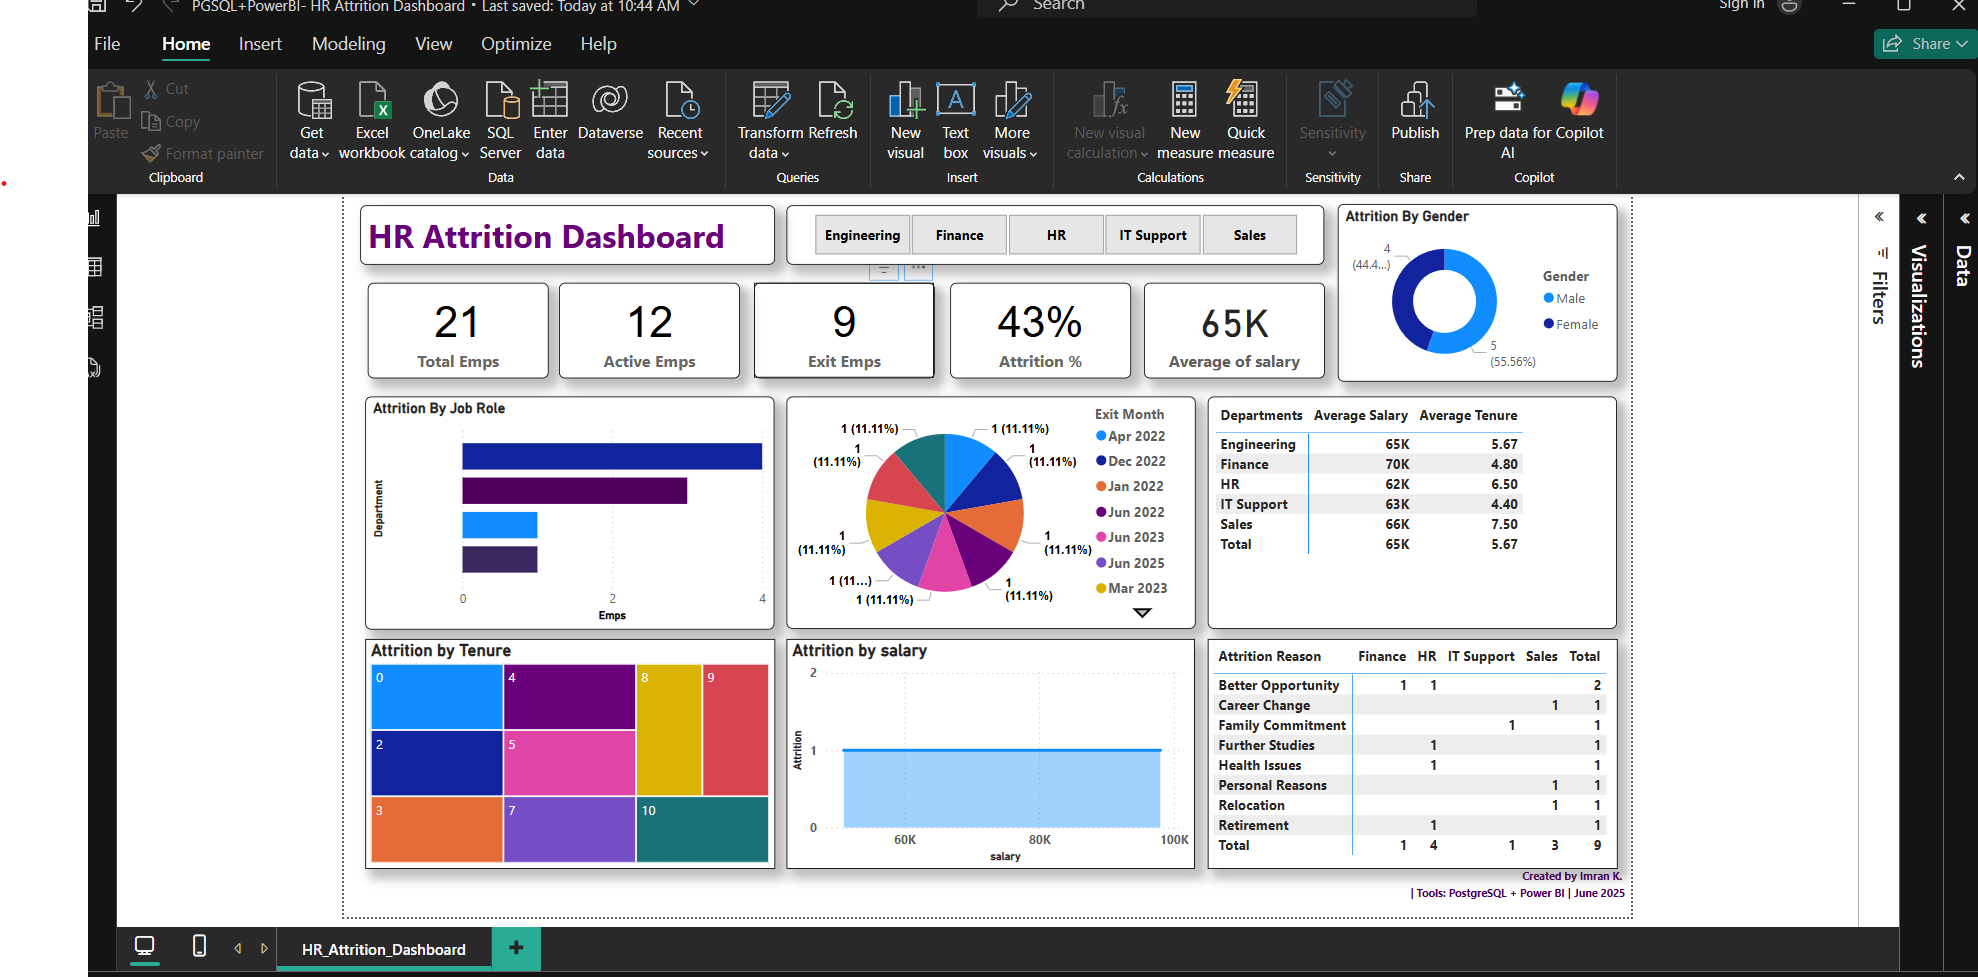 PGSQL+PowerBI- HR Attrition Dashboard • Last saved: Today at 10:44 AM
Search
Sign in
File Home Insert Modeling View Optimize Help
Share
Paste
Cut
Copy
Format painter
Clipboard
Get data
Excel workbook
OneLake catalog
SQL Server
Enter data
Dataverse
Recent sources
Data
Transform data
Refresh
Queries
New visual
Text box
More visuals
Insert
New visual calculation
New measure
Quick measure
Calculations
Sensitivity
Sensitivity
Publish
Share
Prep data for AI
Copilot
Copilot
HR Attrition Dashboard
Engineering Finance HR IT Support Sales
21
Total Emps
12
Active Emps
9
Exit Emps
43%
Attrition %
65K
Average of salary
Attrition By Gender
4
(44.4...)
5
(55.56%)
Gender
Male
Female
Filters
Visualizations
Data
Attrition By Job Role
Department
0 2 4
Emps
1 (11.11%)
1
(11.11%)
1
(11.11%)
1
(11.11%)
1 (11.11%)
1 (11...)
1
(11.11%)
1
(11.11%)
1 (11.11%)
Exit Month
Apr 2022
Dec 2022
Jan 2022
Jun 2022
Jun 2023
Jun 2025
Mar 2023
Departments Average Salary Average Tenure
Engineering 65K 5.67
Finance 70K 4.80
HR 62K 6.50
IT Support 63K 4.40
Sales 66K 7.50
Total 65K 5.67
Attrition by Tenure
0 4 8 9
2 5
3 7 10
Attrition by salary
2
1
0
Attrition
60K 80K 100K
salary
Attrition Reason Finance HR IT Support Sales Total
Better Opportunity 1 1 2
Career Change 1 1
Family Commitment 1 1
Further Studies 1 1
Health Issues 1 1
Personal Reasons 1 1
Relocation 1 1
Retirement 1 1
Total 1 4 1 3 9
Created by Imran K.
| Tools: PostgreSQL + Power BI | June 2025
HR_Attrition_Dashboard